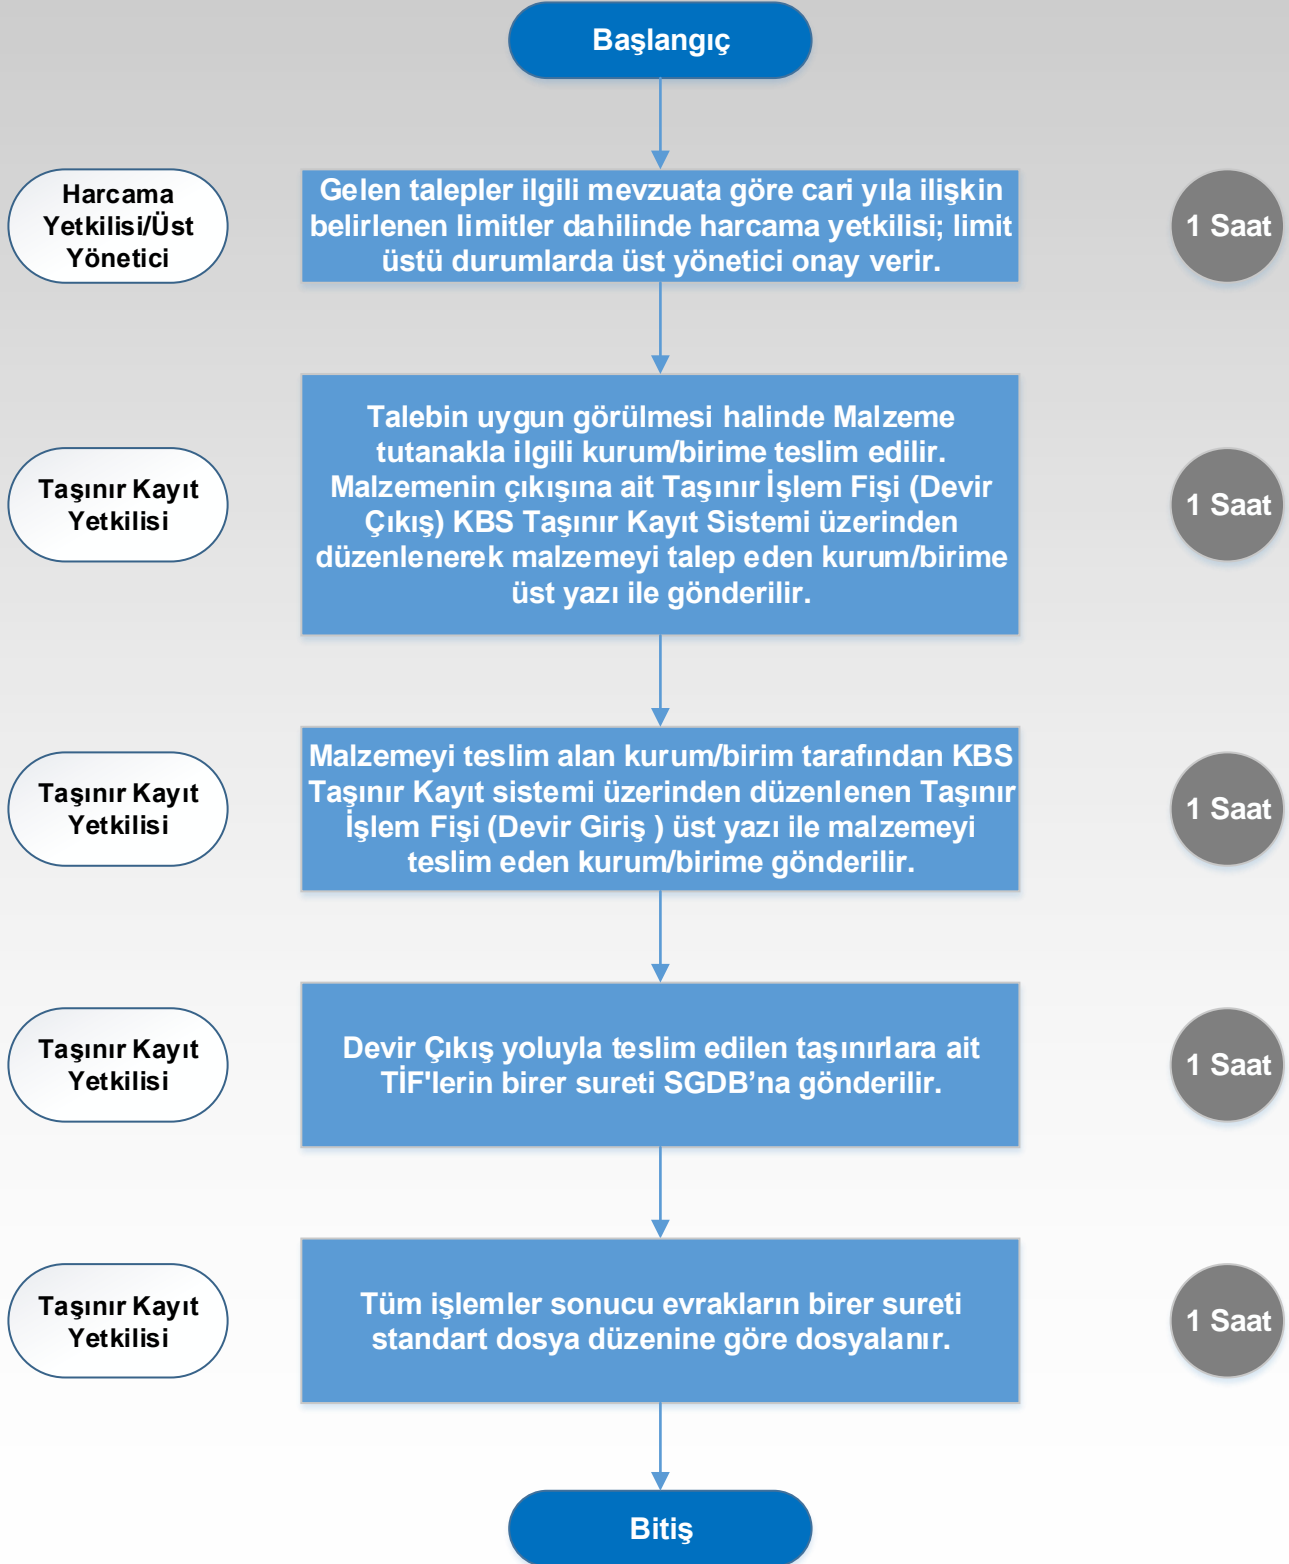 Başlangıç
Harcama
Yetkilisi/Üst
Yönetici
Gelen talepler ilgili mevzuata göre cari yıla ilişkin
belirlenen limitler dahilinde harcama yetkilisi; limit
üstü durumlarda üst yönetici onay verir.
1 Saat
Taşınır Kayıt
Yetkilisi
Talebin uygun görülmesi halinde Malzeme
tutanakla ilgili kurum/birime teslim edilir.
Malzemenin çıkışına ait Taşınır İşlem Fişi (Devir
Çıkış) KBS Taşınır Kayıt Sistemi üzerinden
düzenlenerek malzemeyi talep eden kurum/birime
üst yazı ile gönderilir.
1 Saat
Taşınır Kayıt
Yetkilisi
Malzemeyi teslim alan kurum/birim tarafından KBS
Taşınır Kayıt sistemi üzerinden düzenlenen Taşınır
İşlem Fişi (Devir Giriş ) üst yazı ile malzemeyi
teslim eden kurum/birime gönderilir.
1 Saat
Taşınır Kayıt
Yetkilisi
Devir Çıkış yoluyla teslim edilen taşınırlara ait
TİF'lerin birer sureti SGDB’na gönderilir.
1 Saat
Taşınır Kayıt
Yetkilisi
Tüm işlemler sonucu evrakların birer sureti
standart dosya düzenine göre dosyalanır.
1 Saat
Bitiş